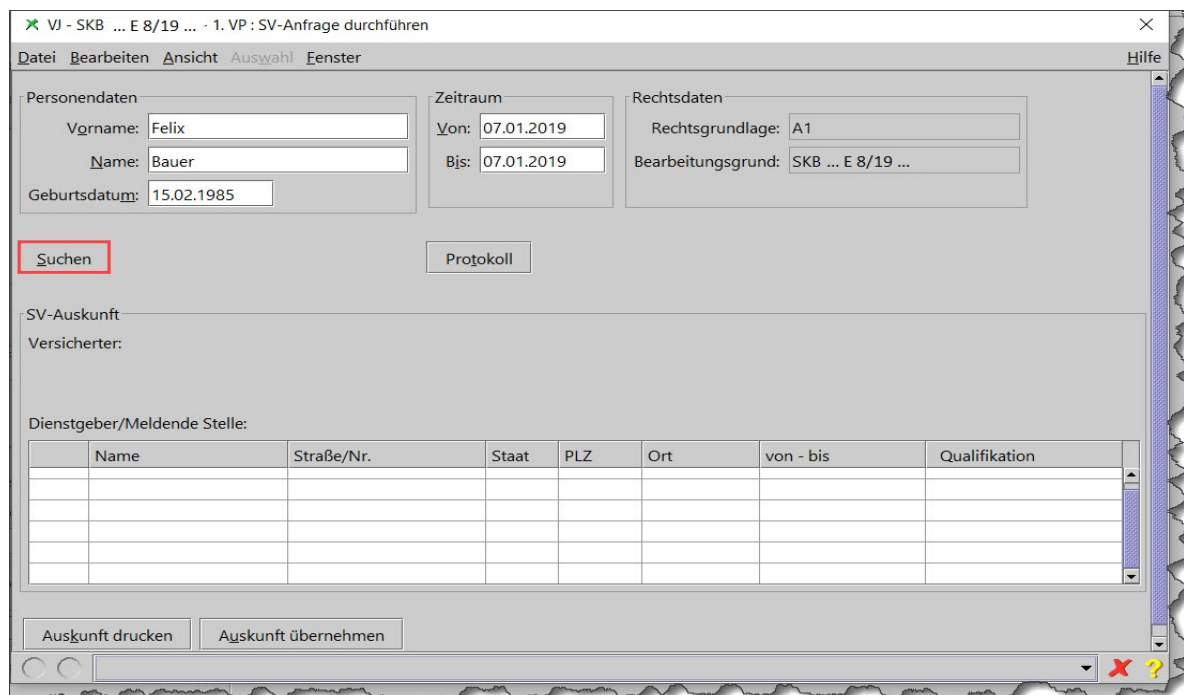 VJ - SKB ... E 8/19 ... - 1. VP : SV-Anfrage durchführen
Datei Bearbeiten Ansicht Auswahl Fenster Hilfe
Personendaten
Vorname: Felix
Name: Bauer
Geburtsdatum: 15.02.1985
Zeitraum
Von: 07.01.2019
Bis: 07.01.2019
Rechtsdaten
Rechtsgrundlage: A1
Bearbeitungsgrund: SKB ... E 8/19 ...
Suchen Protokoll
SV-Auskunft
Versicherter:
Dienstgeber/Meldende Stelle:
Name Straße/Nr. Staat PLZ Ort von - bis Qualifikation
Auskunft drucken Auskunft übernehmen